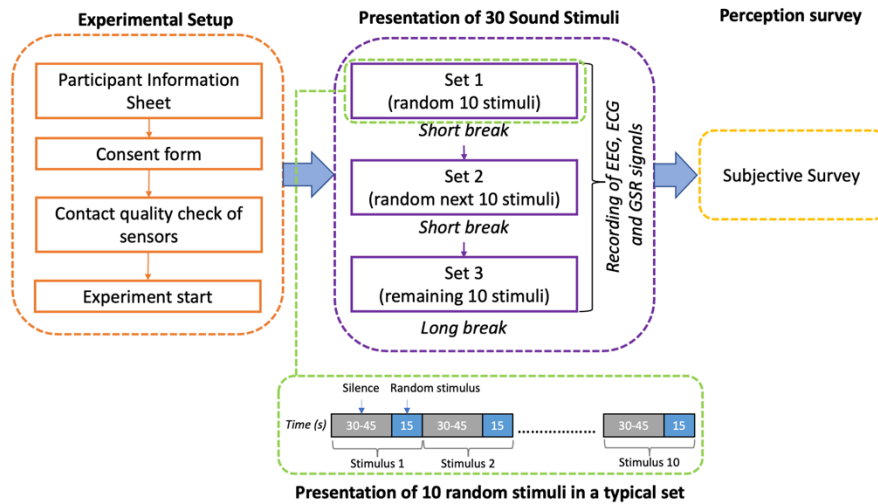 Experimental Setup
Participant Information
Sheet
Consent form
Contact quality check of
sensors
Experiment start
Presentation of 30 Sound Stimuli
Set 1
(random 10 stimuli)
Short break
Set 2
(random next 10 stimuli)
Short break
Set 3
(remaining 10 stimuli)
Long break
Recording of EEG, ECG
and GSR signals
Perception survey
Subjective Survey
Silence
Random stimulus
Time (s)
30-45
15
30-45
15
..................
30-45
15
Stimulus 1
Stimulus 2
Stimulus 10
Presentation of 10 random stimuli in a typical set